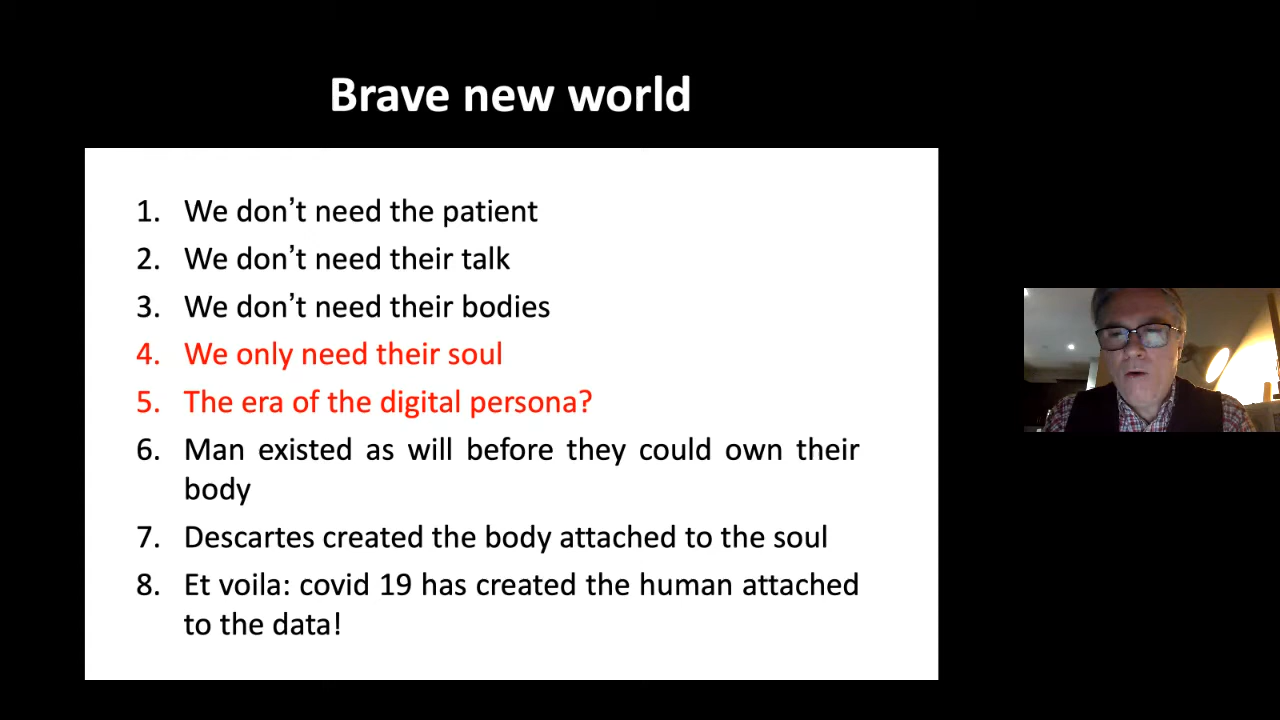 Brave new world
1. We don’t need the patient
2. We don’t need their talk
3. We don’t need their bodies
4. We only need their soul
5. The era of the digital persona?
6. Man existed as will before they could own their
body
7. Descartes created the body attached to the soul
8. Et voila: covid 19 has created the human attached
to the data!